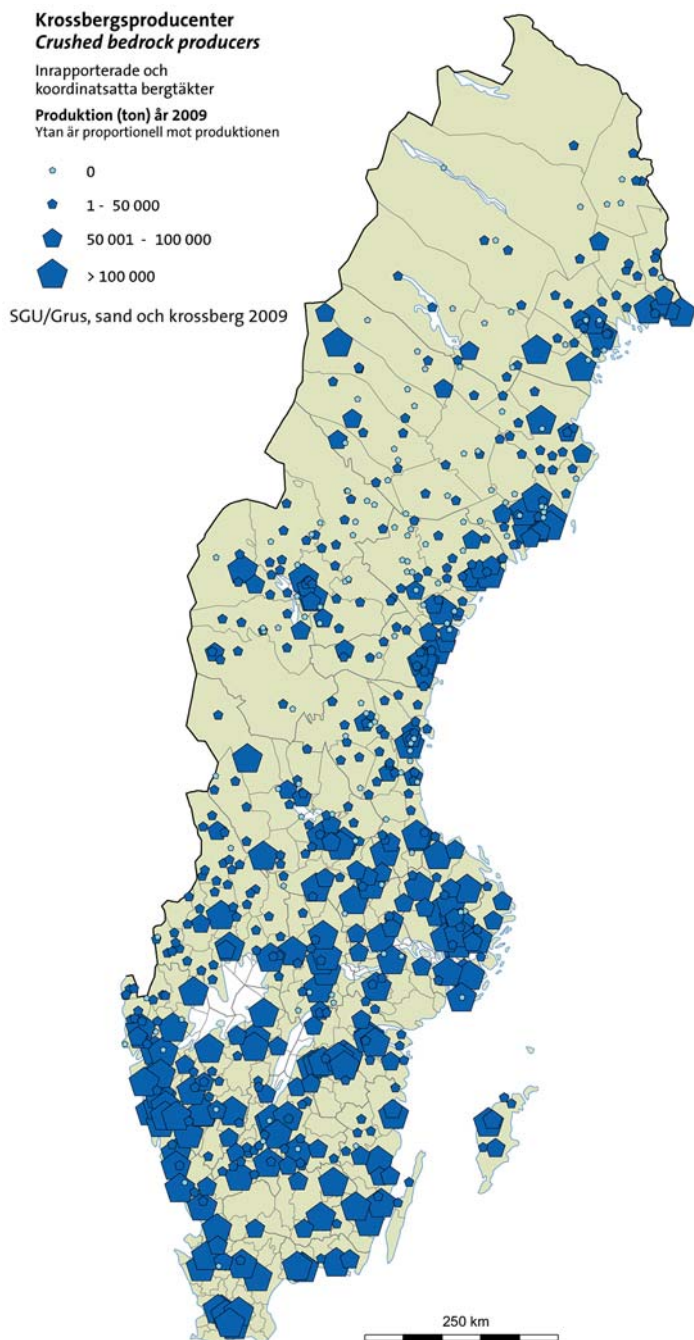 Krossbergsproducenter
Crushed bedrock producers
Inrapporterade och
koordinatsatta bergtäkter
Produktion (ton) år 2009
Ytan är proportionell mot produktionen
0
1 - 50 000
50 001 - 100 000
> 100 000
SGU/Grus, sand och krossberg 2009
250 km